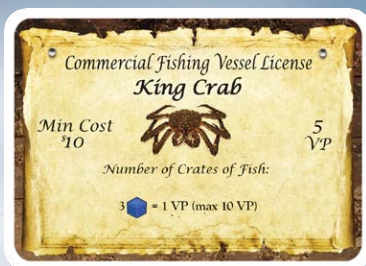 Commercial Fishing Vessel License
King Crab
Min Cost
$10
5
VP
Number of Crates of Fish:
3 = 1 VP (max 10 VP)